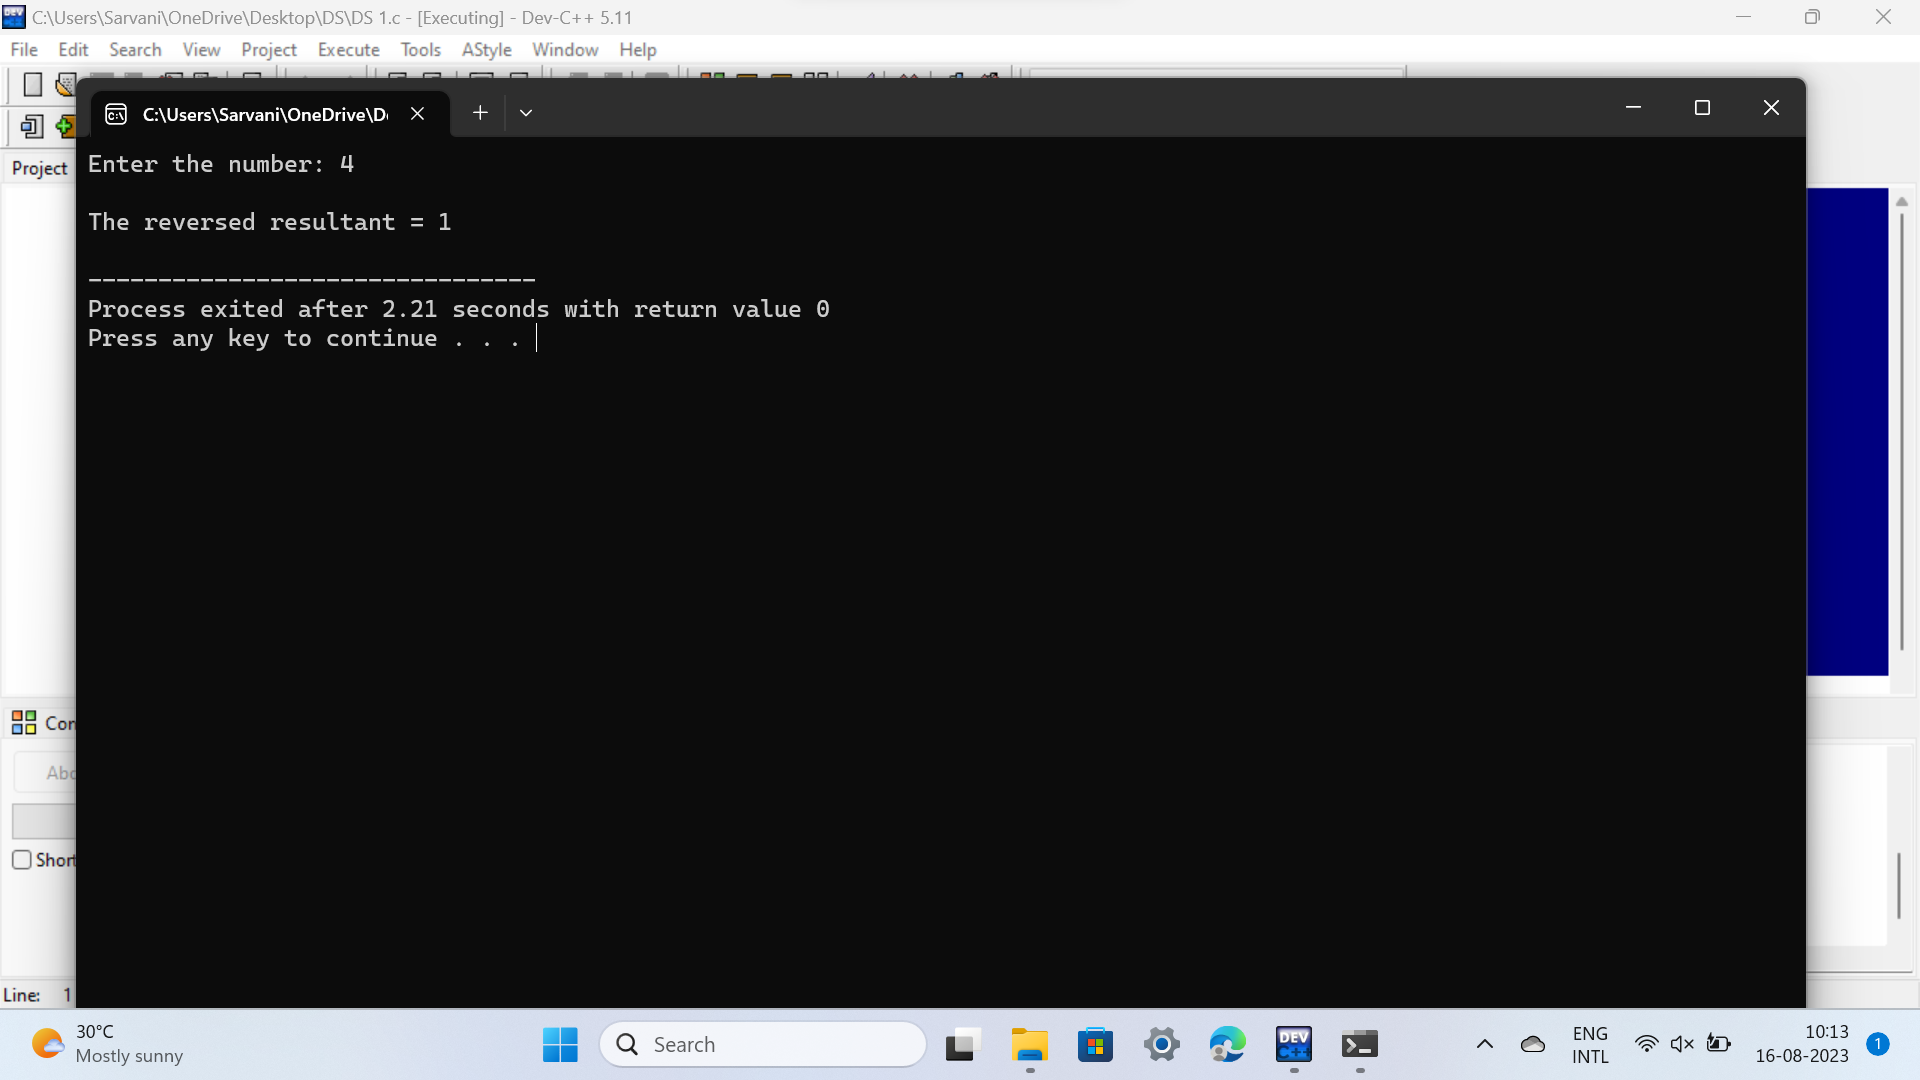 C:\Users\Sarvani\OneDrive\Desktop\DS\DS 1.c - [Executing] - Dev-C++ 5.11
File Edit Search View Project Execute Tools AStyle Window Help
C:\Users\Sarvani\OneDrive\De
Project
Enter the number: 4
The reversed resultant = 1
--------------------------------
Process exited after 2.21 seconds with return value 0
Press any key to continue . . .
Line: 1
30°C
Mostly sunny
Search
DEV
C++
ENG
INTL
10:13
16-08-2023
1